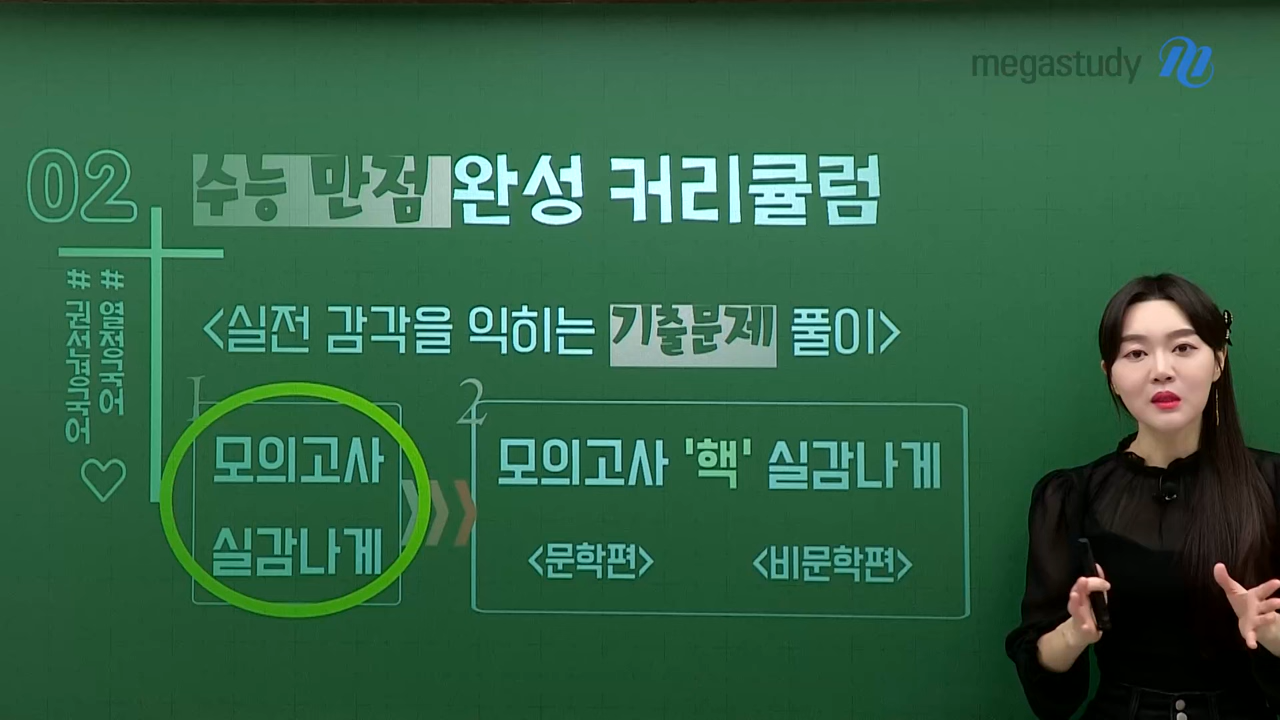 megastudy
02
수능 만점 완성 커리큘럼
# 열정국어
# 권선경국어
<실전 감각을 익히는 기출문제 풀이>
1
모의고사
실감나게
2
모의고사 '핵' 실감나게
<문학편> <비문학편>